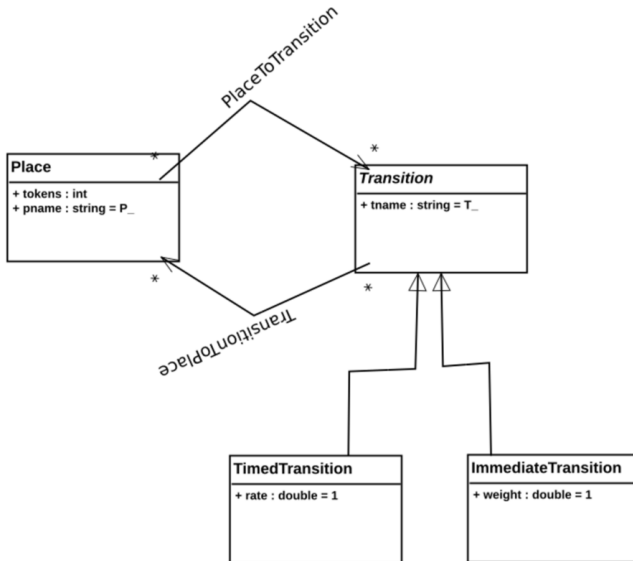 PlaceToTransition
*
*
Place
+ tokens : int
+ pname : string = P_
Transition
+ tname : string = T_
*
*
TransitionToPlace
TimedTransition
+ rate : double = 1
ImmediateTransition
+ weight : double = 1